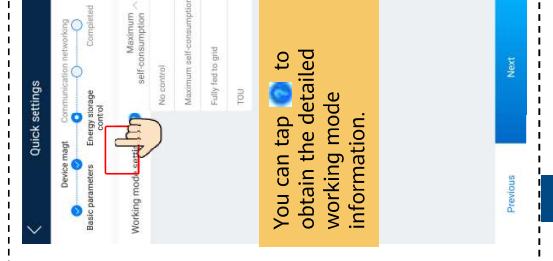 Quick settings
Device magt
Communication networking
Basic parameters
Energy storage
control
Completed
Working mode settin
Maximum
self-consumption
No control
Maximum self-consumption
Fully fed to grid
TOU
You can tap ? to
obtain the detailed
working mode
information.
Previous
Next